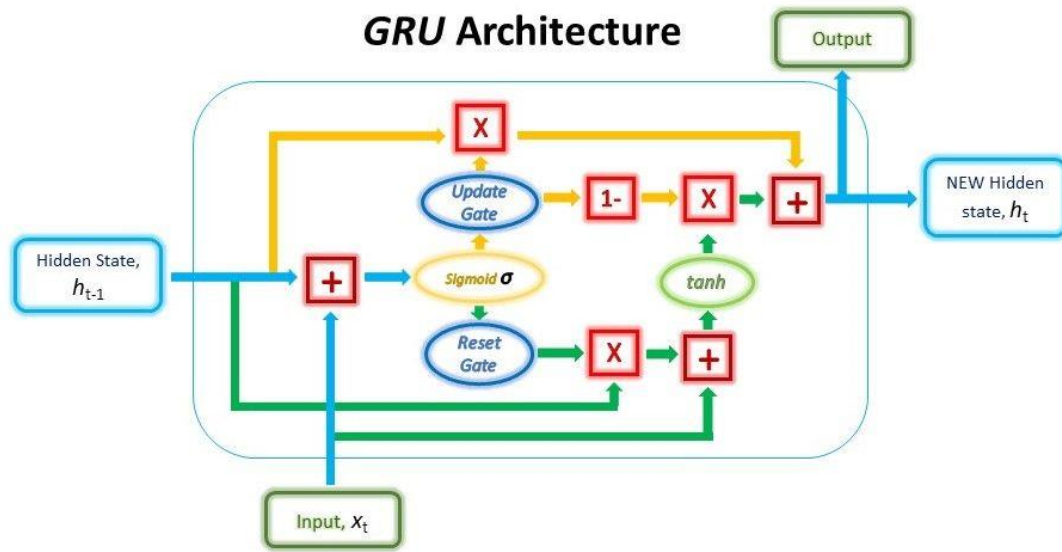 GRU Architecture
Output
X
Update
Gate
1-
X
+
NEW Hidden
state, hₜ
Hidden State,
hₜ₋₁
+
Sigmoid σ
tanh
Reset
Gate
X
+
Input, xₜ